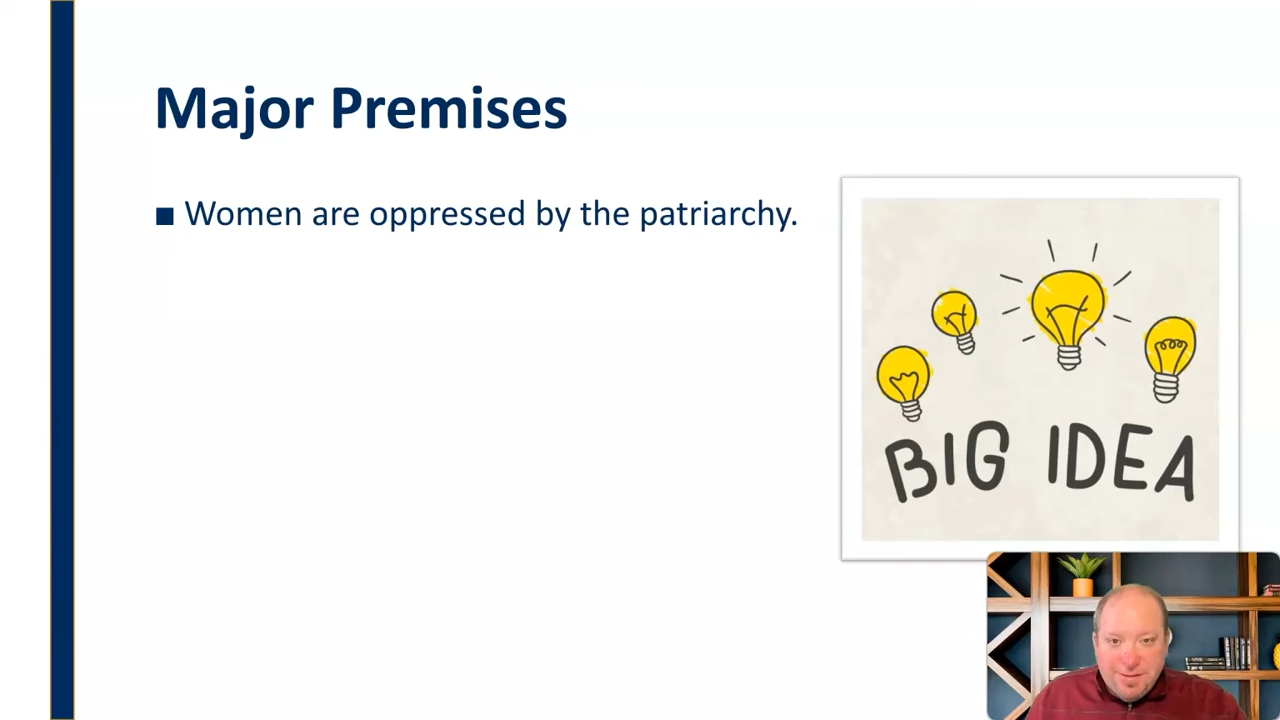 Major Premises
■ Women are oppressed by the patriarchy.
BIG IDEA